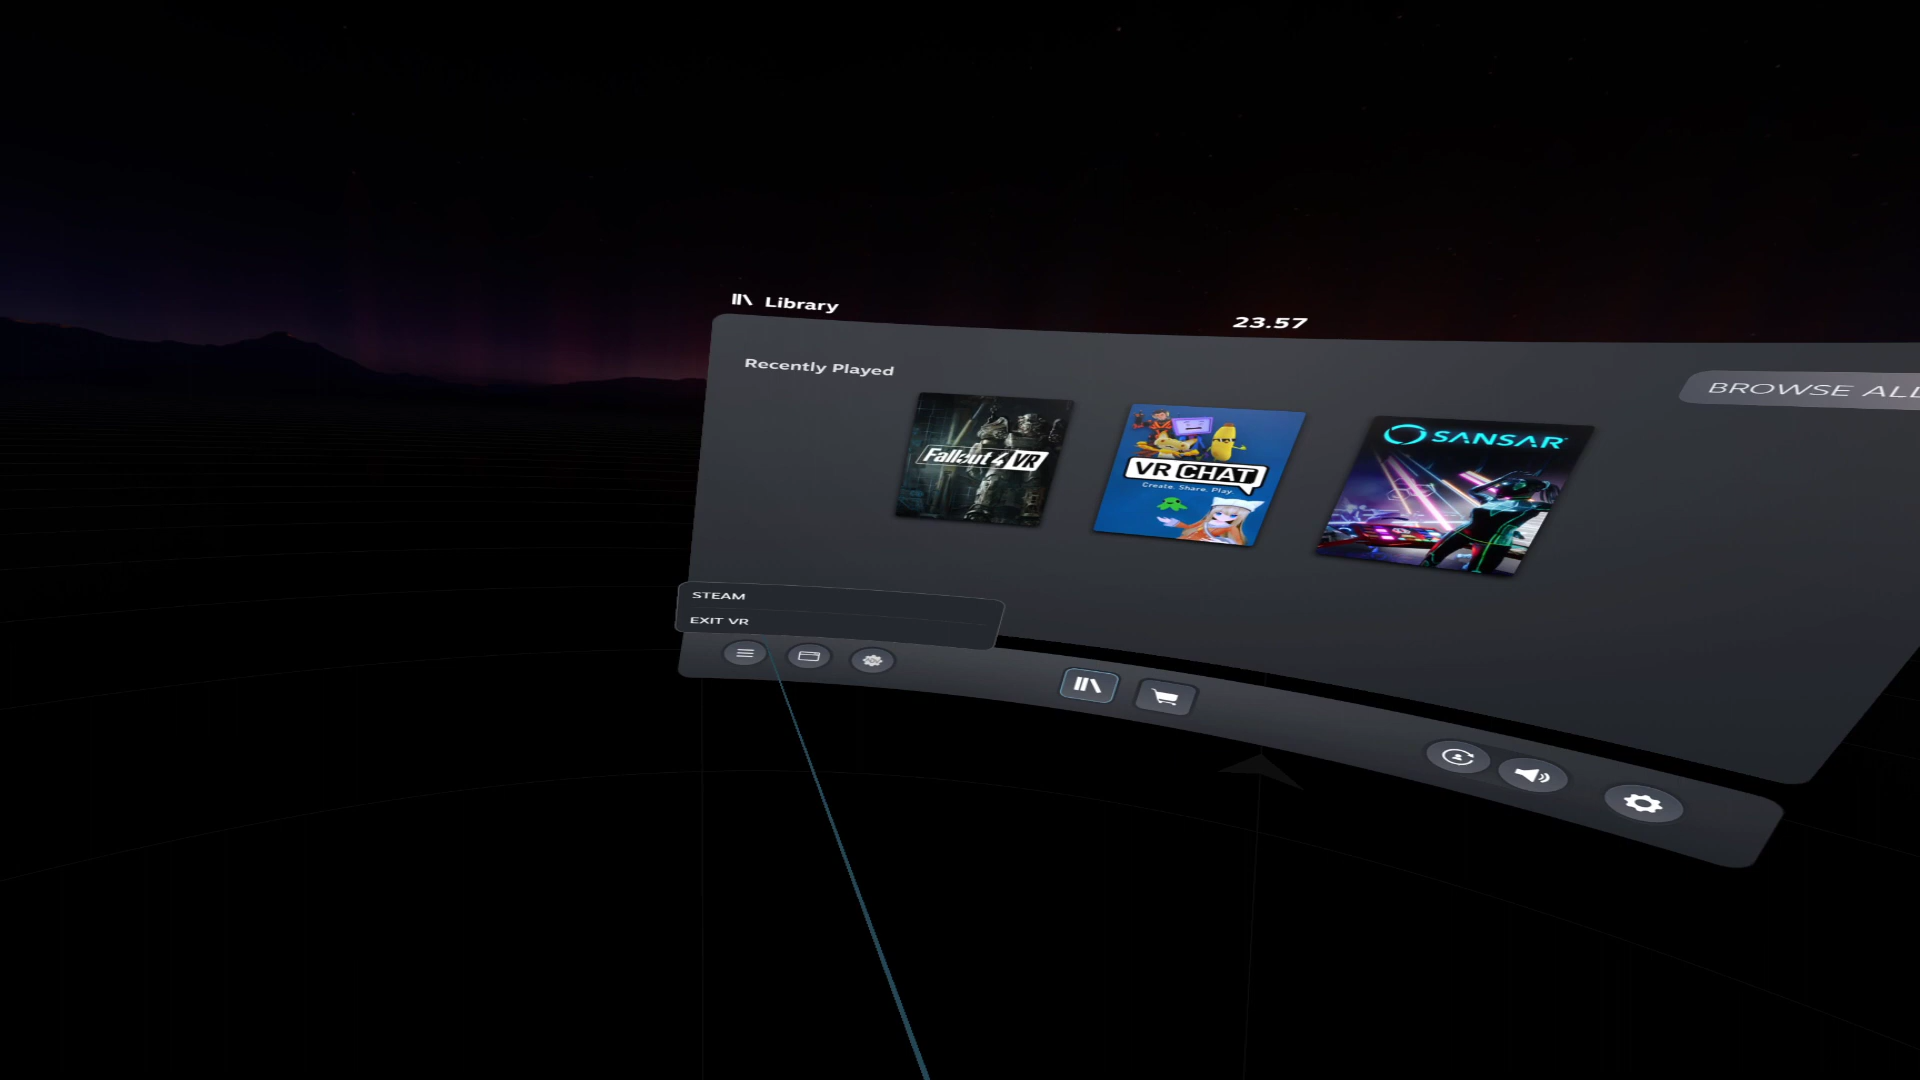 Library
23.57
Recently Played
BROWSE ALL
Fallout 4 VR
VR CHAT
Create. Share. Play.
SANSAR
STEAM
EXIT VR